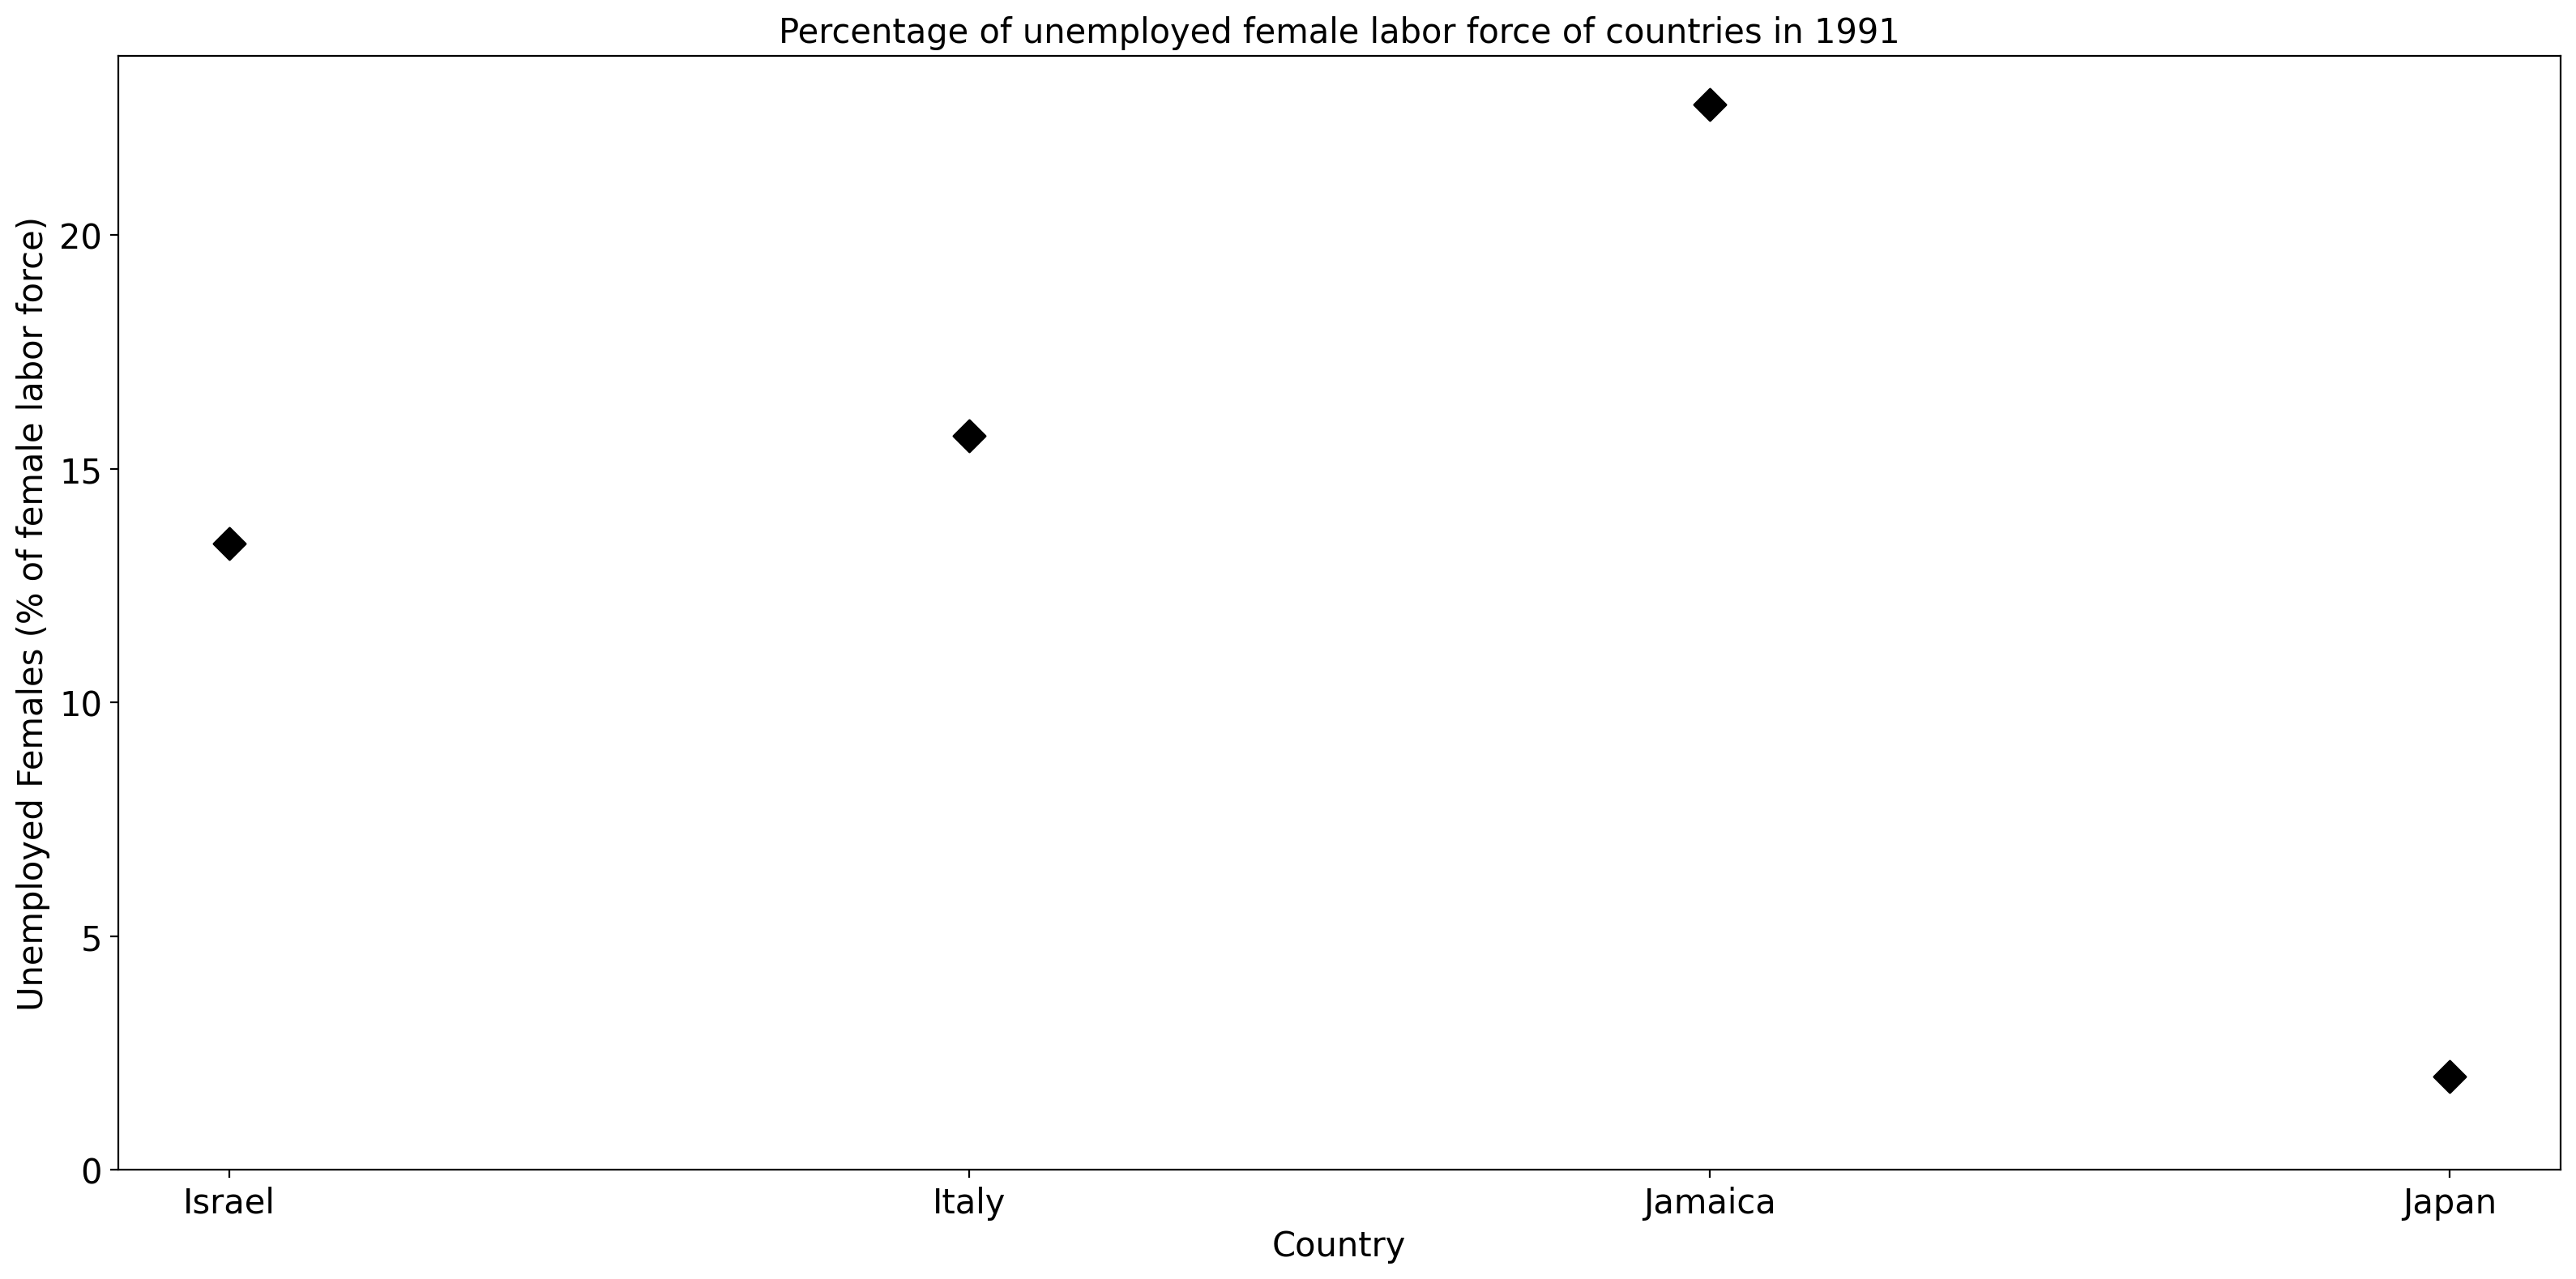 Percentage of unemployed female labor force of countries in 1991
Unemployed Females (% of female labor force)
20
15
10
5
0
Israel Italy Jamaica Japan
Country